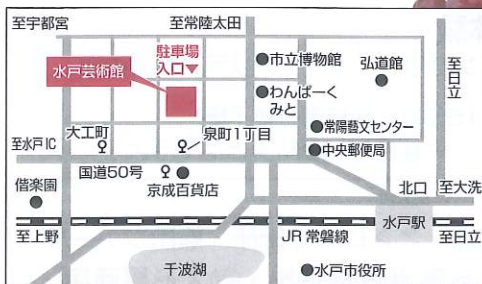 至宇都宮
至常陸太田
駐車場
入口▼
水戸芸術館
●市立博物館
弘道館
至日立
●わんぱーく
みと
大工町
泉町1丁目
●常陽藝文センター
至水戸IC
●中央郵便局
国道50号
京成百貨店
偕楽園
北口
至大洗
水戸駅
至上野
JR 常磐線
至日立
千波湖
●水戸市役所